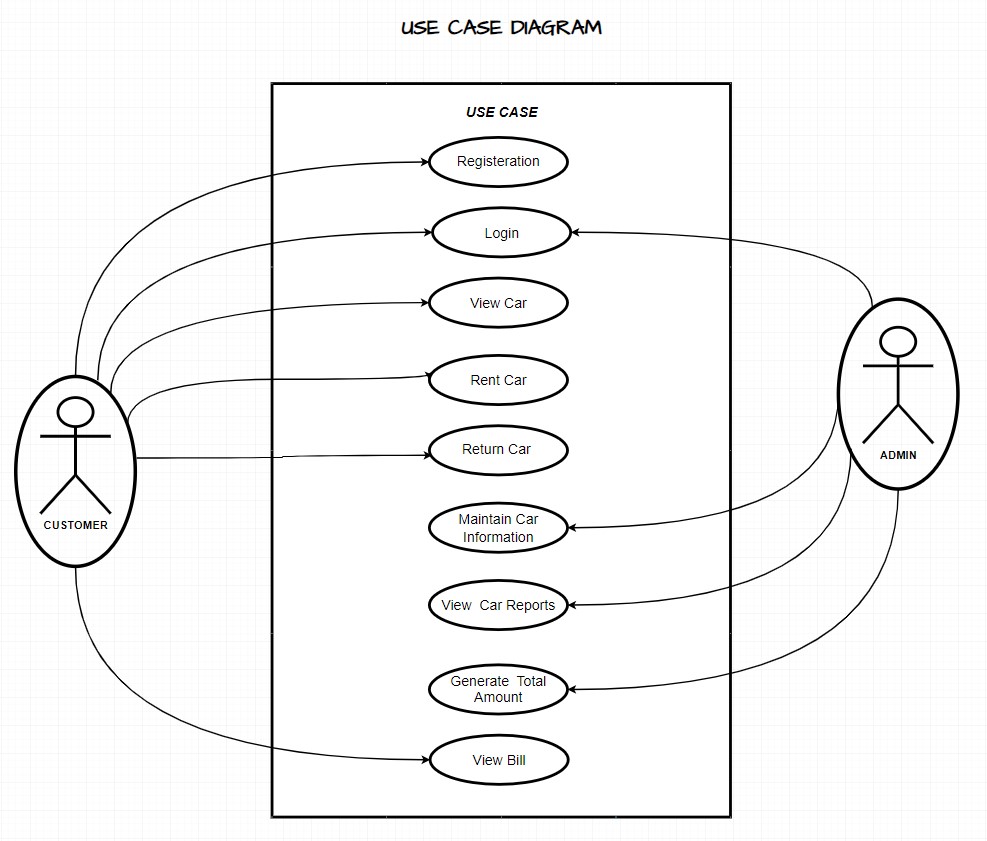 USE CASE DIAGRAM
USE CASE
Registeration
Login
View Car
Rent Car
Return Car
CUSTOMER
ADMIN
Maintain Car
Information
View Car Reports
Generate Total
Amount
View Bill